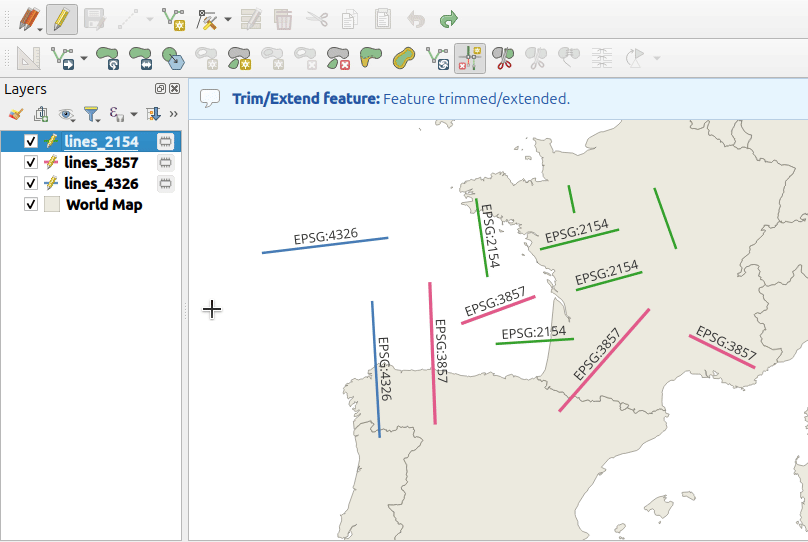 Layers
Trim/Extend feature: Feature trimmed/extended.
lines_2154
lines_3857
lines_4326
World Map
EPSG:4326
EPSG:2154
EPSG:2154
EPSG:2154
EPSG:3857
EPSG:2154
EPSG:3857
EPSG:4326
EPSG:3857
EPSG:3857